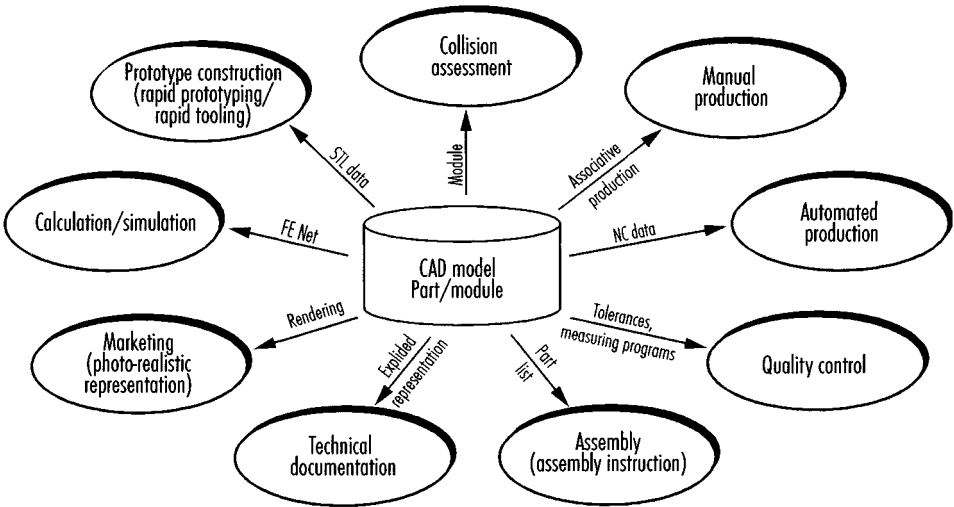 Collision
assessment
Prototype construction
(rapid prototyping/
rapid tooling)
Manual
production
STL data
Module
Associative
production
Calculation/simulation
FE Net
CAD model
Part/module
NC data
Automated
production
Rendering
Marketing
(photo-realistic
representation)
Explided
representation
Part
list
Tolerances,
measuring programs
Quality control
Technical
documentation
Assembly
(assembly instruction)